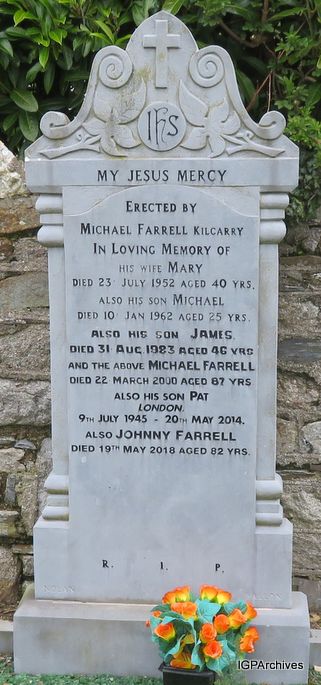 IHS
MY JESUS MERCY
ERECTED BY
MICHAEL FARRELL KILCARRY
IN LOVING MEMORY OF
HIS WIFE MARY
DIED 23 JULY 1952 AGED 40 YRS.
ALSO HIS SON MICHAEL
DIED 10 JAN 1962 AGED 25 YRS.
ALSO HIS SON JAMES.
DIED 31 AUG. 1983 AGED 46 YRS
AND THE ABOVE MICHAEL FARRELL
DIED 22 MARCH 2000 AGED 87 YRS
ALSO HIS SON PAT
LONDON.
9TH JULY 1945 - 20TH MAY 2014.
ALSO JOHNNY FARRELL
DIED 19TH MAY 2018 AGED 82 YRS.
R. I. P.
IGPArchives